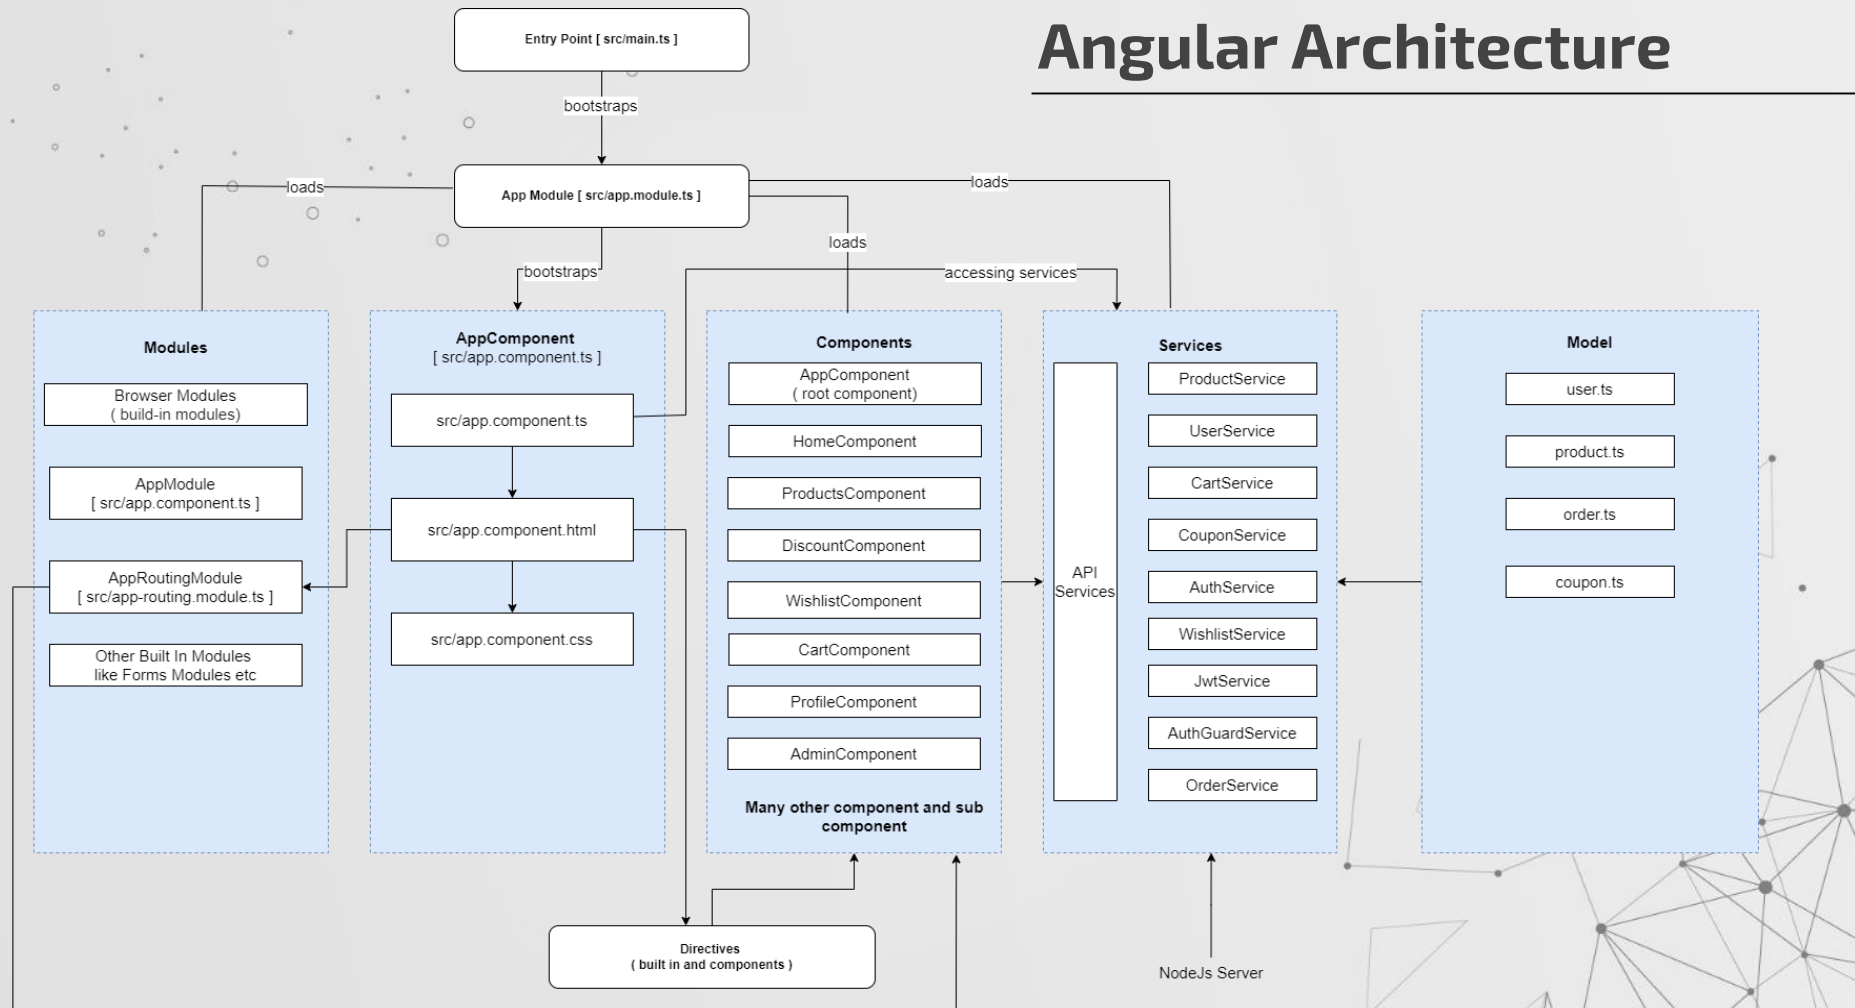 Angular Architecture
Entry Point [ src/main.ts ]
bootstraps
App Module [ src/app.module.ts ]
loads
loads
loads
bootstraps
accessing services
Modules
Browser Modules
( build-in modules)
AppModule
[ src/app.component.ts ]
AppRoutingModule
[ src/app-routing.module.ts ]
Other Built In Modules
like Forms Modules etc
AppComponent
[ src/app.component.ts ]
src/app.component.ts
src/app.component.html
src/app.component.css
Components
AppComponent
( root component)
HomeComponent
ProductsComponent
DiscountComponent
WishlistComponent
CartComponent
ProfileComponent
AdminComponent
Many other component and sub
component
Services
API
Services
ProductService
UserService
CartService
CouponService
AuthService
WishlistService
JwtService
AuthGuardService
OrderService
Model
user.ts
product.ts
order.ts
coupon.ts
Directives
( built in and components )
NodeJs Server